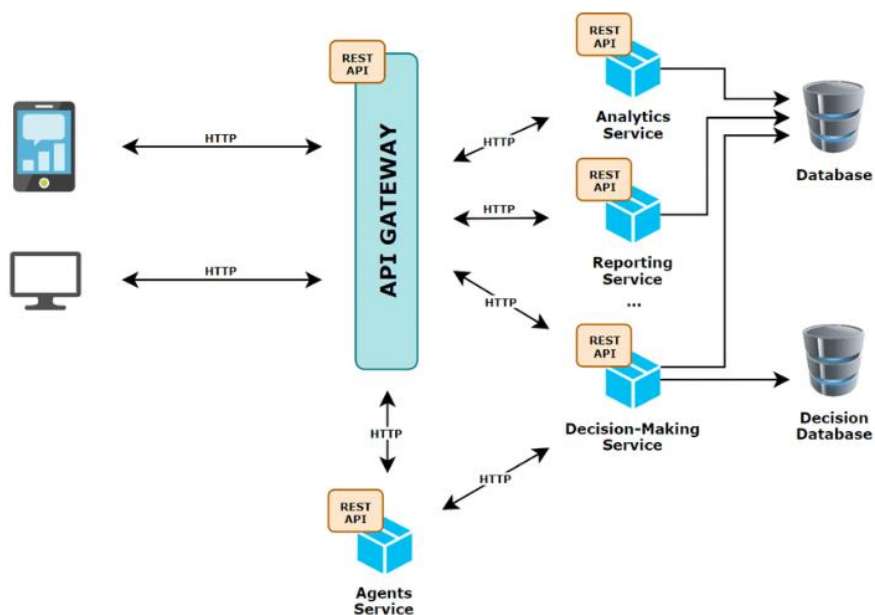 REST
API
HTTP
HTTP
API GATEWAY
HTTP
HTTP
HTTP
REST
API
Analytics
Service
REST
API
Reporting
Service
...
REST
API
Decision-Making
Service
Database
Decision
Database
HTTP
HTTP
REST
API
Agents
Service